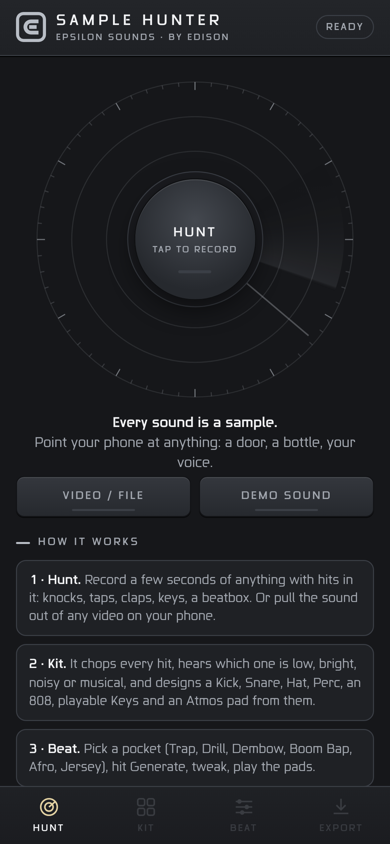 SAMPLE HUNTER
EPSILON SOUNDS · BY EDISON
READY
HUNT
TAP TO RECORD
Every sound is a sample.
Point your phone at anything: a door, a bottle, your
voice.
VIDEO / FILE
DEMO SOUND
HOW IT WORKS
1 · Hunt. Record a few seconds of anything with hits in
it: knocks, taps, claps, keys, a beatbox. Or pull the sound
out of any video on your phone.
2 · Kit. It chops every hit, hears which one is low, bright,
noisy or musical, and designs a Kick, Snare, Hat, Perc, an
808, playable Keys and an Atmos pad from them.
3 · Beat. Pick a pocket (Trap, Drill, Dembow, Boom Bap,
Afro, Jersey), hit Generate, tweak, play the pads.
HUNT
KIT
BEAT
EXPORT